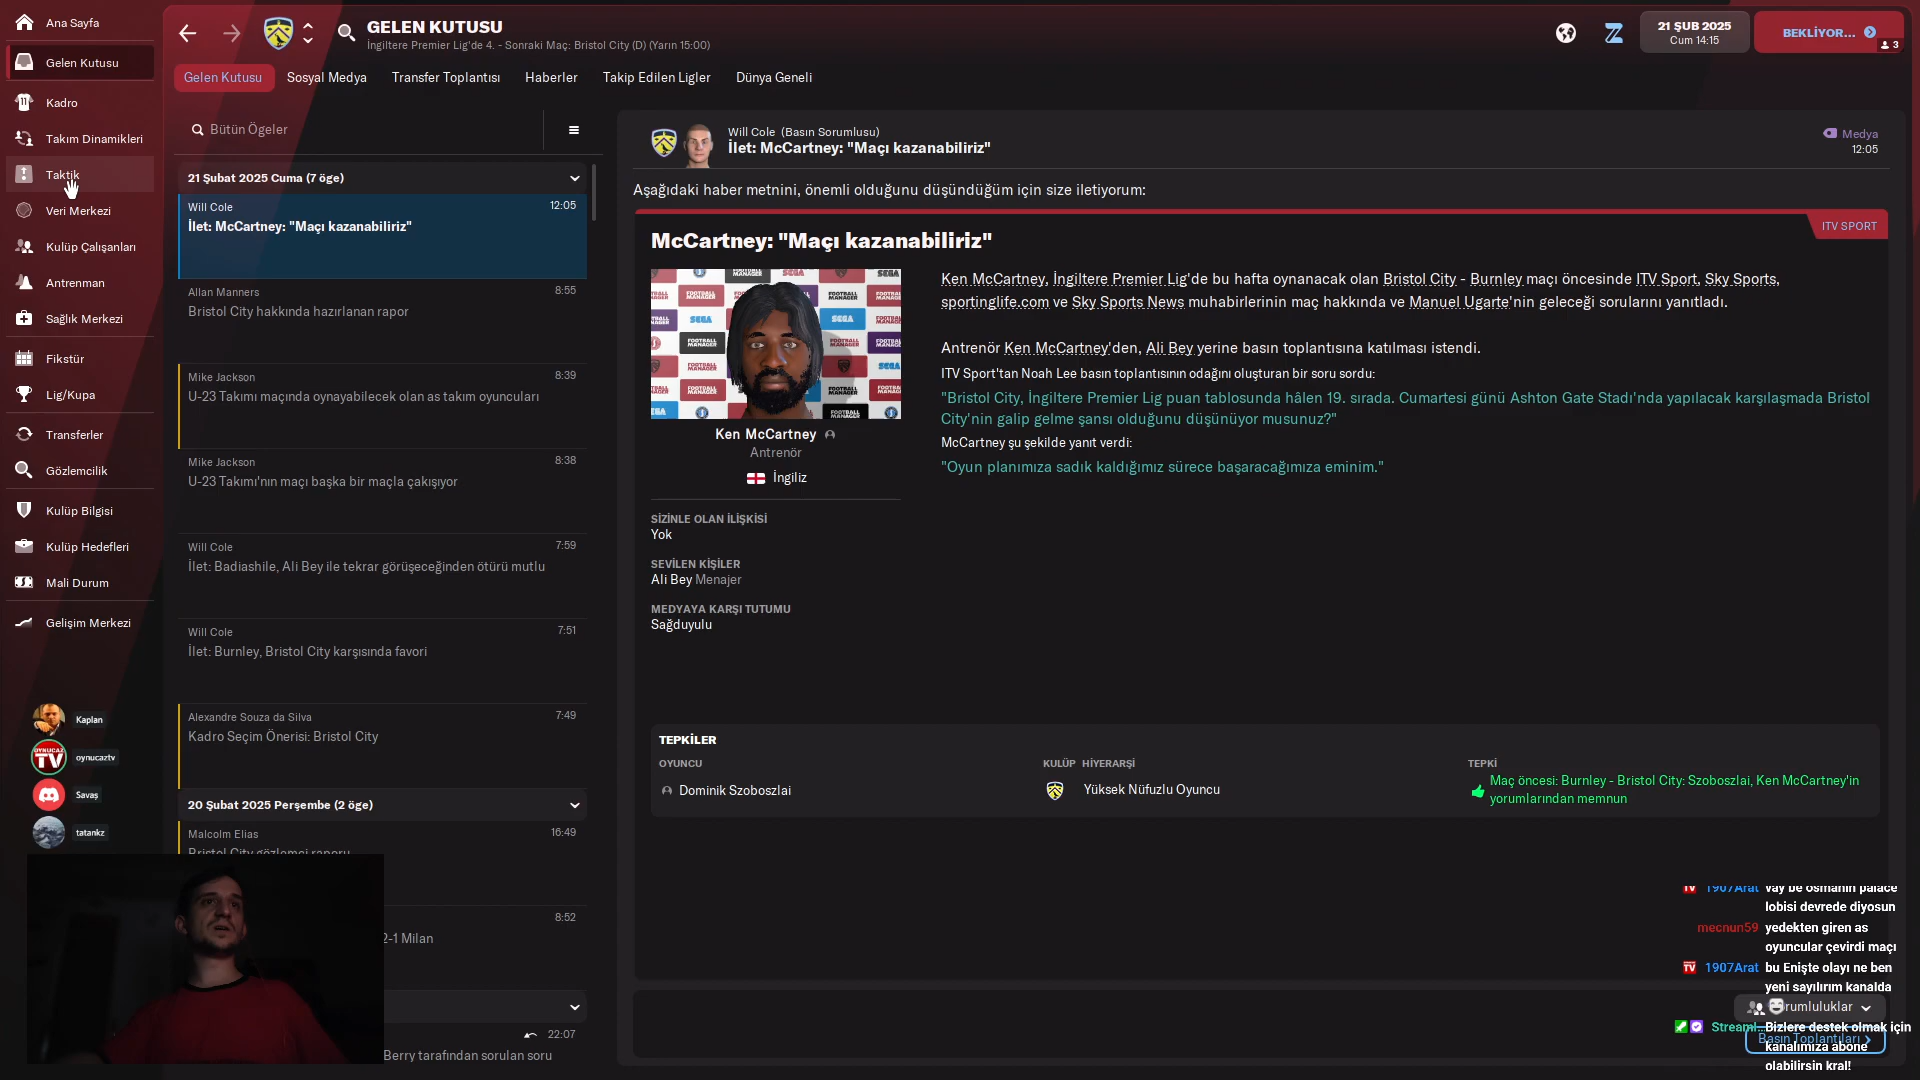 Ana Sayfa
Gelen Kutusu
Kadro
Takım Dinamikleri
Taktik
Veri Merkezi
Kulüp Çalışanları
Antrenman
Sağlık Merkezi
Fikstür
Lig/Kupa
Transferler
Gözlemcilik
Kulüp Bilgisi
Kulüp Hedefleri
Mali Durum
Gelişim Merkezi
Kaplan
oynucaztv
Savaş
tatankz
GELEN KUTUSU
İngiltere Premier Lig'de 4. - Sonraki Maç: Bristol City (D) (Yarın 15:00)
21 ŞUB 2025
Cum 14:15
BEKLİYOR...
3
Gelen Kutusu Sosyal Medya Transfer Toplantısı Haberler Takip Edilen Ligler Dünya Geneli
Bütün Ögeler
21 Şubat 2025 Cuma (7 öge)
Will Cole 12:05
İlet: McCartney: "Maçı kazanabiliriz"
Allan Manners 8:55
Bristol City hakkında hazırlanan rapor
Mike Jackson 8:39
U-23 Takımı maçında oynayabilecek olan as takım oyuncuları
Mike Jackson 8:38
U-23 Takımı'nın maçı başka bir maçla çakışıyor
Will Cole 7:59
İlet: Badiashile, Ali Bey ile tekrar görüşeceğinden ötürü mutlu
Will Cole 7:51
İlet: Burnley, Bristol City karşısında favori
Alexandre Souza da Silva 7:49
Kadro Seçim Önerisi: Bristol City
20 Şubat 2025 Perşembe (2 öge)
Malcolm Elias 16:49
Bristol City gözlemci raporu
8:52
2-1 Milan
22:07
Berry tarafından sorulan soru
Will Cole (Basın Sorumlusu)
İlet: McCartney: "Maçı kazanabiliriz"
Medya
12:05
Aşağıdaki haber metnini, önemli olduğunu düşündüğüm için size iletiyorum:
ITV SPORT
McCartney: "Maçı kazanabiliriz"
Ken McCartney
Antrenör
İngiliz
SİZİNLE OLAN İLİŞKİSİ
Yok
SEVİLEN KİŞİLER
Ali Bey Menajer
MEDYAYA KARŞI TUTUMU
Sağduyulu
Ken McCartney, İngiltere Premier Lig'de bu hafta oynanacak olan Bristol City - Burnley maçı öncesinde ITV Sport, Sky Sports,
sportinglife.com ve Sky Sports News muhabirlerinin maç hakkında ve Manuel Ugarte'nin geleceği sorularını yanıtladı.
Antrenör Ken McCartney'den, Ali Bey yerine basın toplantısına katılması istendi.
ITV Sport'tan Noah Lee basın toplantısının odağını oluşturan bir soru sordu:
"Bristol City, İngiltere Premier Lig puan tablosunda hâlen 19. sırada. Cumartesi günü Ashton Gate Stadı'nda yapılacak karşılaşmada Bristol
City'nin galip gelme şansı olduğunu düşünüyor musunuz?"
McCartney şu şekilde yanıt verdi:
"Oyun planımıza sadık kaldığımız sürece başaracağımıza eminim."
TEPKİLER
OYUNCU KULÜP HİYERARŞİ TEPKİ
Dominik Szoboszlai Yüksek Nüfuzlu Oyuncu Maç öncesi: Burnley - Bristol City: Szoboszlai, Ken McCartney'in
yorumlarından memnun
1907Arat vay be osmanın palace
lobisi devrede diyosun
mecnun59 yedekten giren as
oyuncular çevirdi maçı
1907Arat bu Enişte olayı ne ben
yeni sayılırım kanalda
Streaml.. Bizlere destek olmak için
kanalımıza abone
olabilirsin kral!
Basın Toplantıları